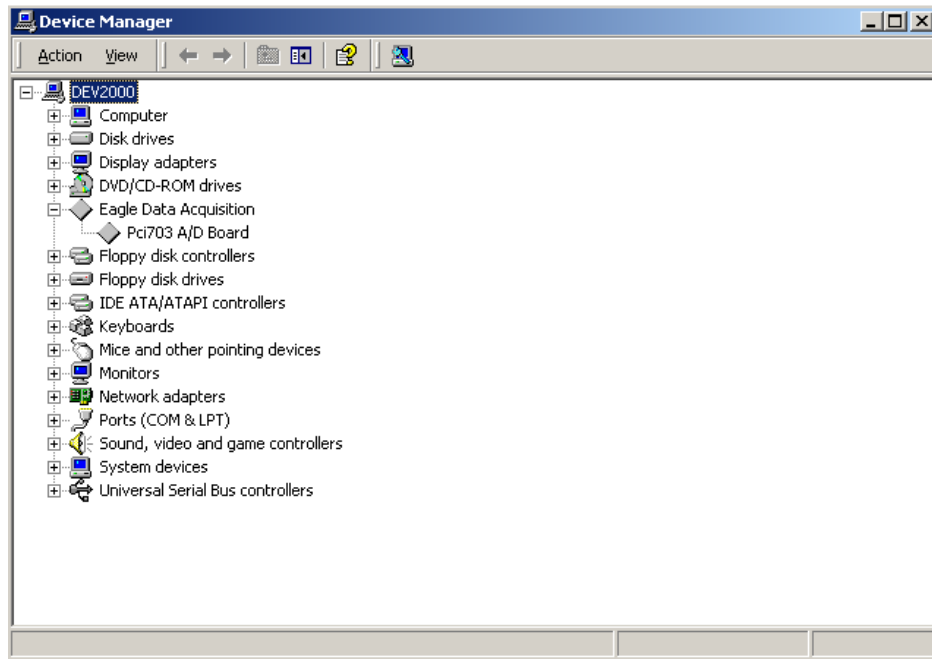 Device Manager
Action View
DEV2000
Computer
Disk drives
Display adapters
DVD/CD-ROM drives
Eagle Data Acquisition
Pci703 A/D Board
Floppy disk controllers
Floppy disk drives
IDE ATA/ATAPI controllers
Keyboards
Mice and other pointing devices
Monitors
Network adapters
Ports (COM & LPT)
Sound, video and game controllers
System devices
Universal Serial Bus controllers